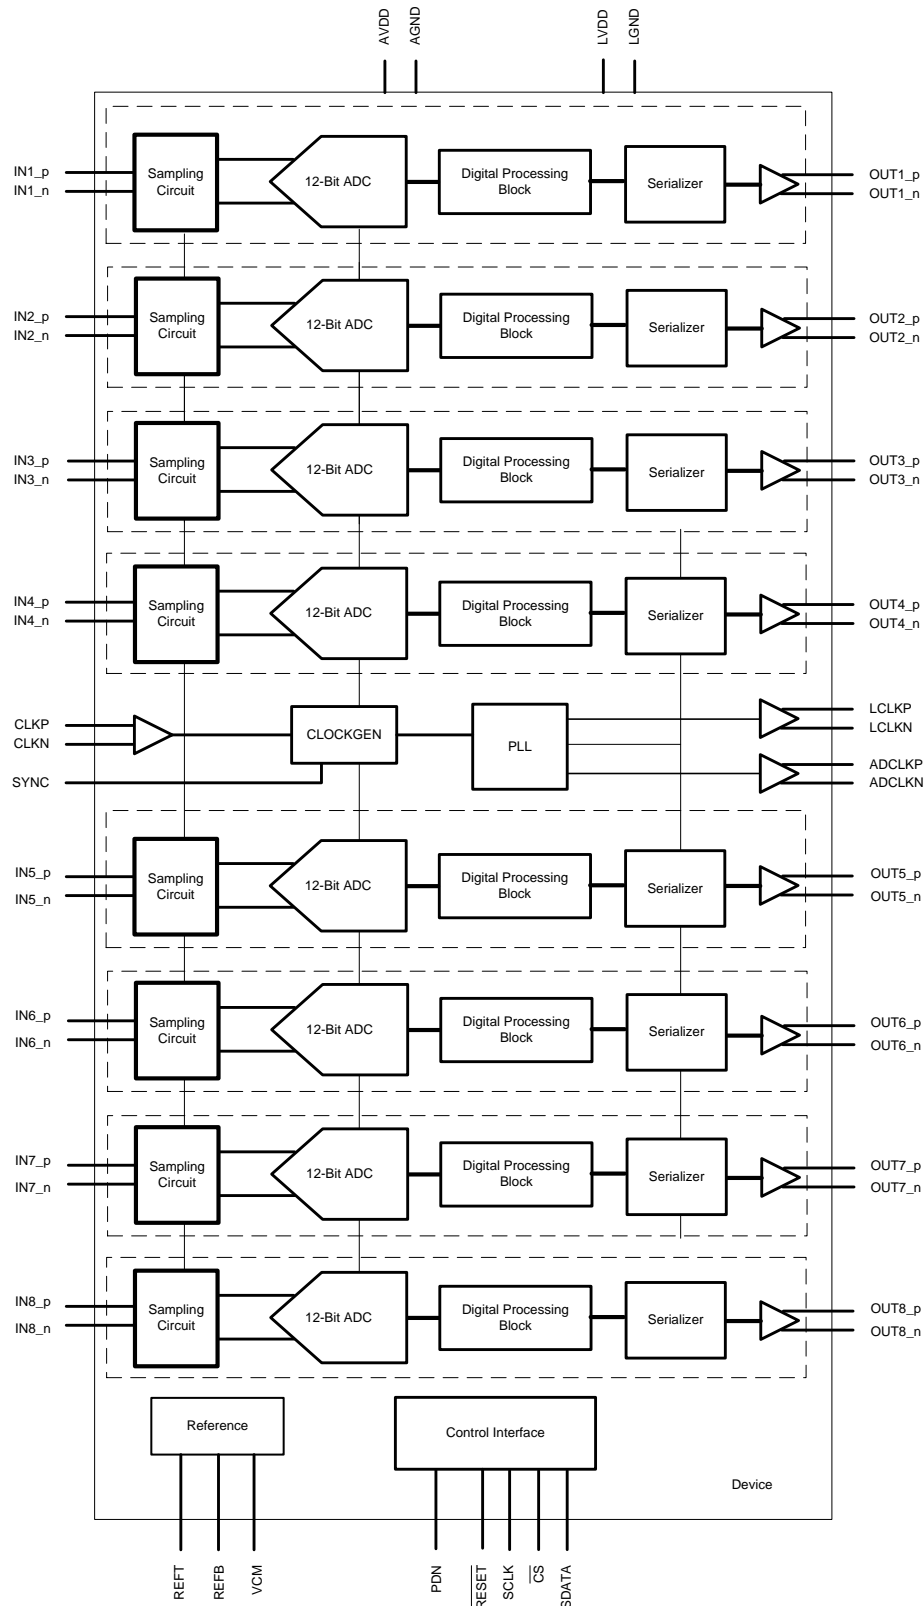 AVDD
AGND
LVDD
LGND
IN1_p
IN1_n
Sampling
Circuit
12-Bit ADC
Digital Processing
Block
Serializer
OUT1_p
OUT1_n
IN2_p
IN2_n
Sampling
Circuit
12-Bit ADC
Digital Processing
Block
Serializer
OUT2_p
OUT2_n
IN3_p
IN3_n
Sampling
Circuit
12-Bit ADC
Digital Processing
Block
Serializer
OUT3_p
OUT3_n
IN4_p
IN4_n
Sampling
Circuit
12-Bit ADC
Digital Processing
Block
Serializer
OUT4_p
OUT4_n
CLKP
CLKN
SYNC
CLOCKGEN
PLL
LCLKP
LCLKN
ADCLKP
ADCLKN
IN5_p
IN5_n
Sampling
Circuit
12-Bit ADC
Digital Processing
Block
Serializer
OUT5_p
OUT5_n
IN6_p
IN6_n
Sampling
Circuit
12-Bit ADC
Digital Processing
Block
Serializer
OUT6_p
OUT6_n
IN7_p
IN7_n
Sampling
Circuit
12-Bit ADC
Digital Processing
Block
Serializer
OUT7_p
OUT7_n
IN8_p
IN8_n
Sampling
Circuit
12-Bit ADC
Digital Processing
Block
Serializer
OUT8_p
OUT8_n
Reference
Control Interface
Device
REFT
REFB
VCM
PDN
RESET
SCLK
CS
SDATA